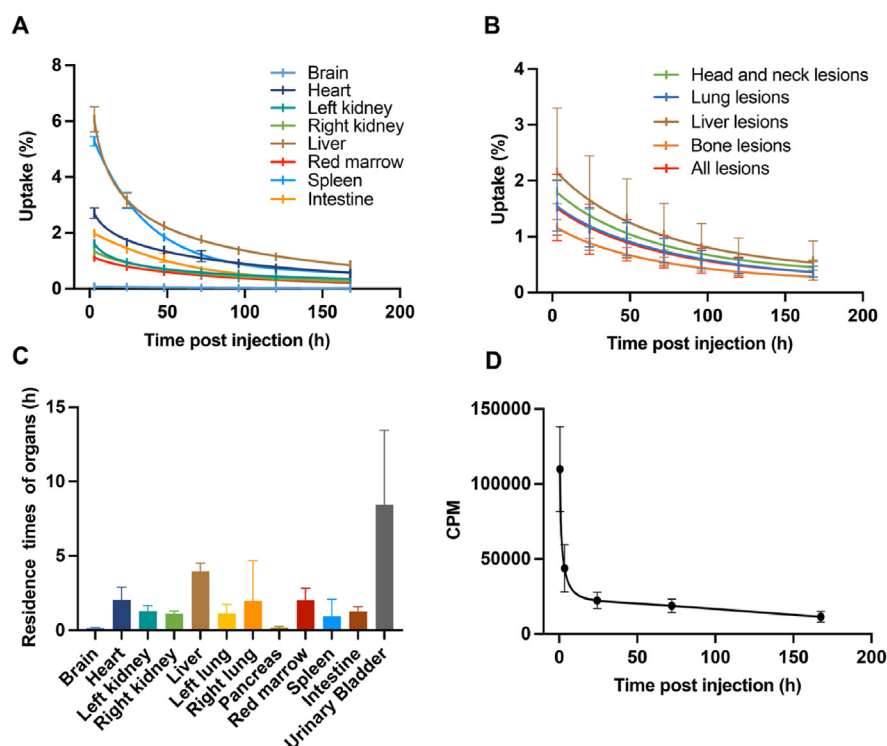 A
Uptake (%)
8
6
4
2
0
0
50
100
150
200
Time post injection (h)
Brain
Heart
Left kidney
Right kidney
Liver
Red marrow
Spleen
Intestine
B
Uptake (%)
4
3
2
1
0
0
50
100
150
200
Time post injection (h)
Head and neck lesions
Lung lesions
Liver lesions
Bone lesions
All lesions
C
Residence times of organs (h)
15
10
5
0
Brain
Heart
Left kidney
Right kidney
Liver
Left lung
Right lung
Pancreas
Red marrow
Spleen
Intestine
Urinary Bladder
D
CPM
150000
100000
50000
0
0
50
100
150
200
Time post injection (h)